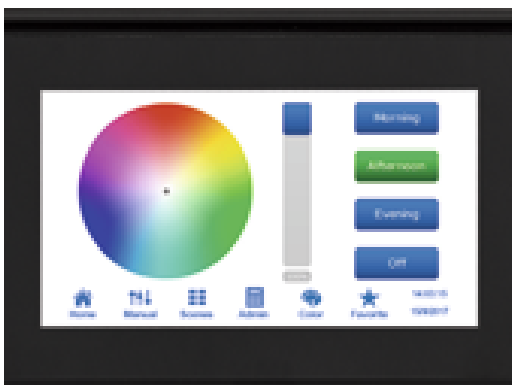 Morning
Afternoon
Evening
Off
Home
Manual
Scenes
Admin
Color
Favorite